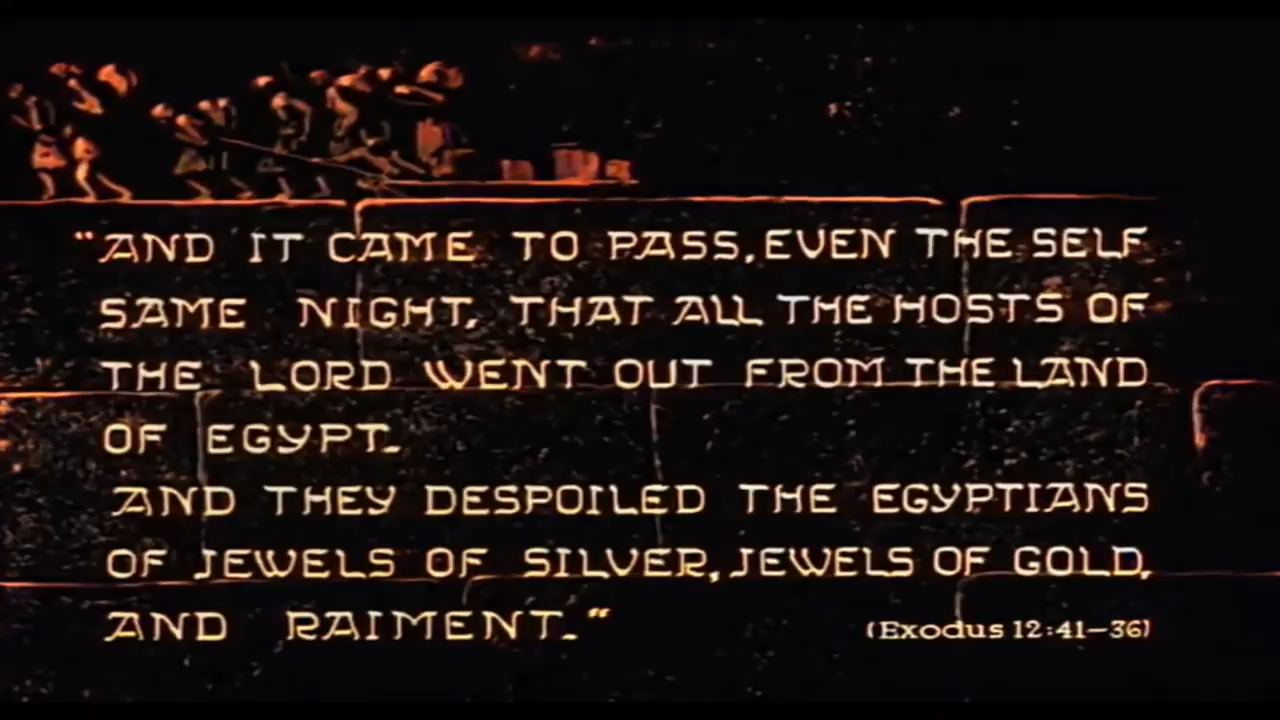 "AND IT CAME TO PASS, EVEN THE SELF
SAME NIGHT, THAT ALL THE HOSTS OF
THE LORD WENT OUT FROM THE LAND
OF EGYPT.
AND THEY DESPOILED THE EGYPTIANS
OF JEWELS OF SILVER, JEWELS OF GOLD,
AND RAIMENT."
(Exodus 12:41—36)